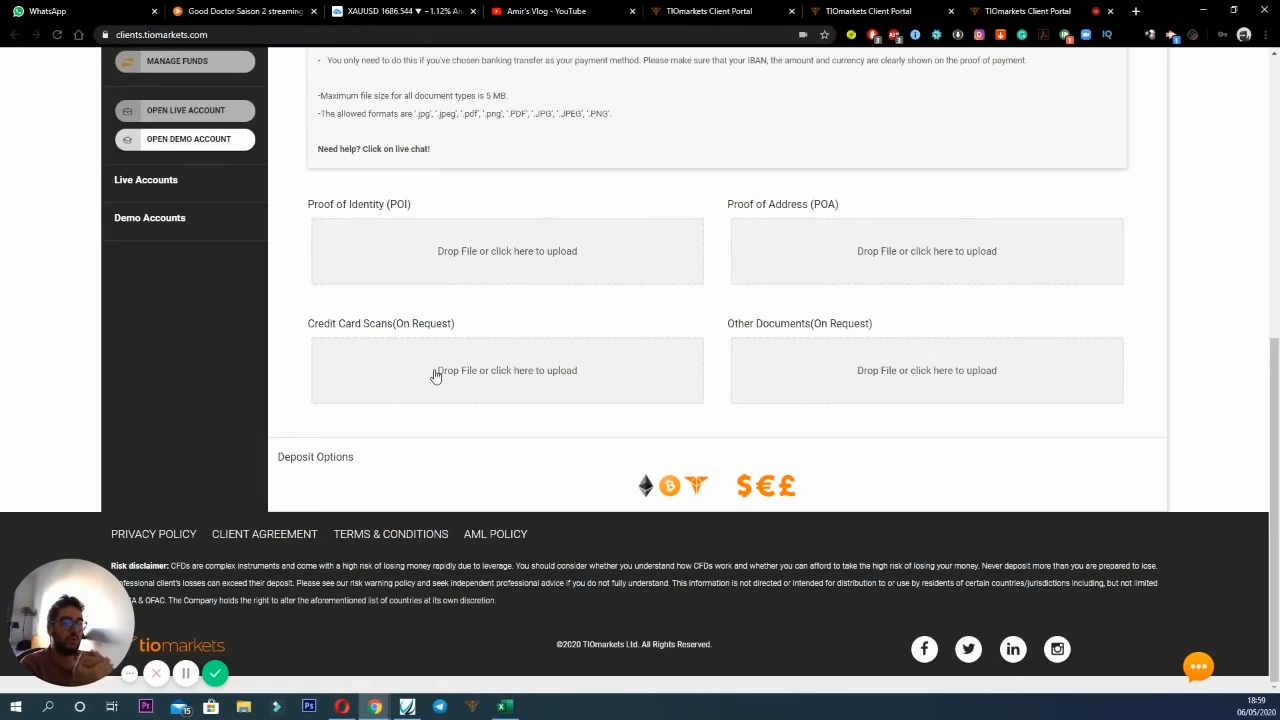 WhatsApp
Good Doctor Saison 2 streaming
XAUUSD 1686.544 ▼ −1.12% An
Amir's Vlog - YouTube
TIOMarkets Client Portal
TIOMarkets Client Portal
TIOMarkets Client Portal
clients.tiomarkets.com
MANAGE FUNDS
OPEN LIVE ACCOUNT
OPEN DEMO ACCOUNT
Live Accounts
Demo Accounts
- You only need to do this if you've chosen banking transfer as your payment method. Please make sure that your IBAN, the amount and currency are clearly shown on the proof of payment.
-Maximum file size for all document types is 5 MB.
-The allowed formats are '.jpg', '.jpeg', '.pdf', '.png', '.PDF', '.JPG', '.JPEG', '.PNG'.
Need help? Click on live chat!
Proof of Identity (POI)
Proof of Address (POA)
Drop File or click here to upload
Drop File or click here to upload
Credit Card Scans(On Request)
Other Documents(On Request)
Drop File or click here to upload
Drop File or click here to upload
Deposit Options
$ € £
PRIVACY POLICY CLIENT AGREEMENT TERMS & CONDITIONS AML POLICY
Risk disclaimer: CFDs are complex instruments and come with a high risk of losing money rapidly due to leverage. You should consider whether you understand how CFDs work and whether you can afford to take the high risk of losing your money. Never deposit more than you are prepared to lose.
professional client's losses can exceed their deposit. Please see our risk warning policy and seek independent professional advice if you do not fully understand. This information is not directed or intended for distribution to or use by residents of certain countries/jurisdictions including, but not limited
& OFAC. The Company holds the right to alter the aforementioned list of countries at its own discretion.
tiomarkets
©2020 TIOmarkets Ltd. All Rights Reserved.
18:59
06/05/2020